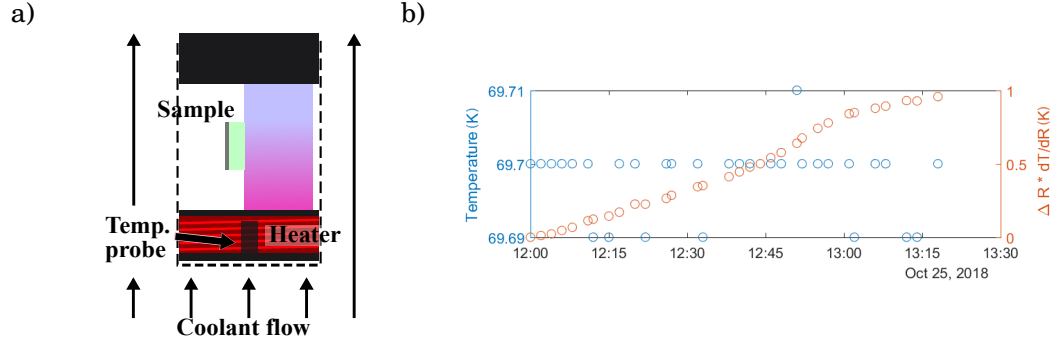 a)
Sample
Temp.
probe
Heater
Coolant flow
b)
Temperature (K)
69.71
69.7
69.69
12:00 12:15 12:30 12:45 13:00 13:15 13:30
Oct 25, 2018
1
0.5
0
Δ R * dT/dR (K)